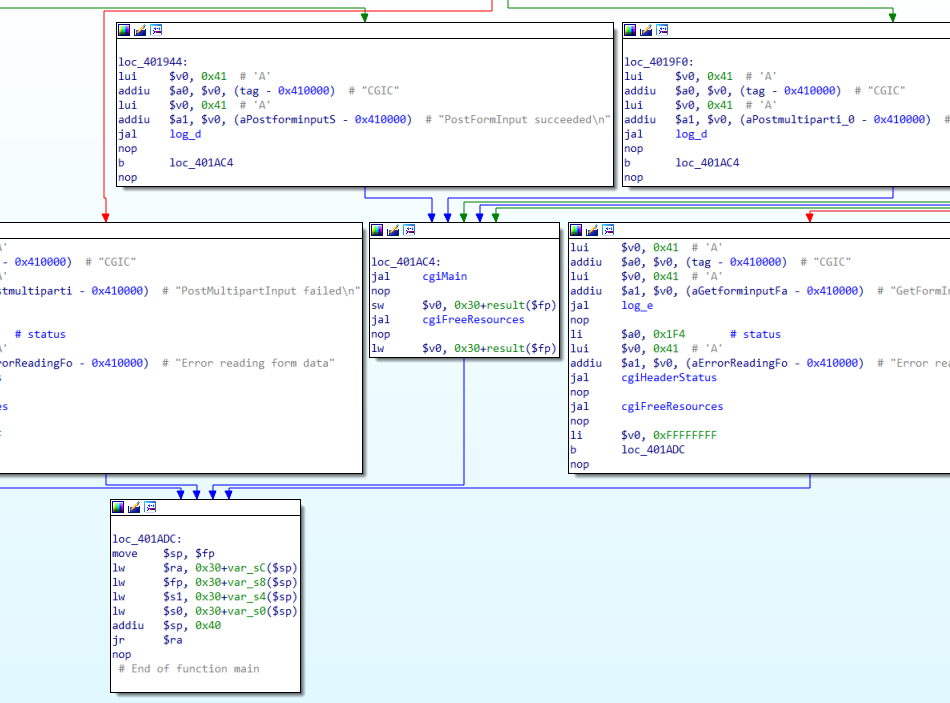 loc_401944:
lui $v0, 0x41 # 'A'
addiu $a0, $v0, (tag - 0x410000) # "CGIC"
lui $v0, 0x41 # 'A'
addiu $a1, $v0, (aPostforminputS - 0x410000) # "PostFormInput succeeded\n"
jal log_d
nop
b loc_401AC4
nop
loc_4019F0:
lui $v0, 0x41 # 'A'
addiu $a0, $v0, (tag - 0x410000) # "CGIC"
lui $v0, 0x41 # 'A'
addiu $a1, $v0, (aPostmultiparti_0 - 0x410000) #
jal log_d
nop
b loc_401AC4
nop
A'
- 0x410000) # "CGIC"
A'
stmultiparti - 0x410000) # "PostMultipartInput failed\n"
# status
A'
rorReadingFo - 0x410000) # "Error reading form data"
s
es
F
loc_401AC4:
jal cgiMain
nop
sw $v0, 0x30+result($fp)
jal cgiFreeResources
nop
lw $v0, 0x30+result($fp)
lui $v0, 0x41 # 'A'
addiu $a0, $v0, (tag - 0x410000) # "CGIC"
lui $v0, 0x41 # 'A'
addiu $a1, $v0, (aGetforminputFa - 0x410000) # "GetFormIn
jal log_e
nop
li $a0, 0x1F4 # status
lui $v0, 0x41 # 'A'
addiu $a1, $v0, (aErrorReadingFo - 0x410000) # "Error rea
jal cgiHeaderStatus
nop
jal cgiFreeResources
nop
li $v0, 0xFFFFFFFF
b loc_401ADC
nop
loc_401ADC:
move $sp, $fp
lw $ra, 0x30+var_sC($sp)
lw $fp, 0x30+var_s8($sp)
lw $s1, 0x30+var_s4($sp)
lw $s0, 0x30+var_s0($sp)
addiu $sp, 0x40
jr $ra
nop
# End of function main